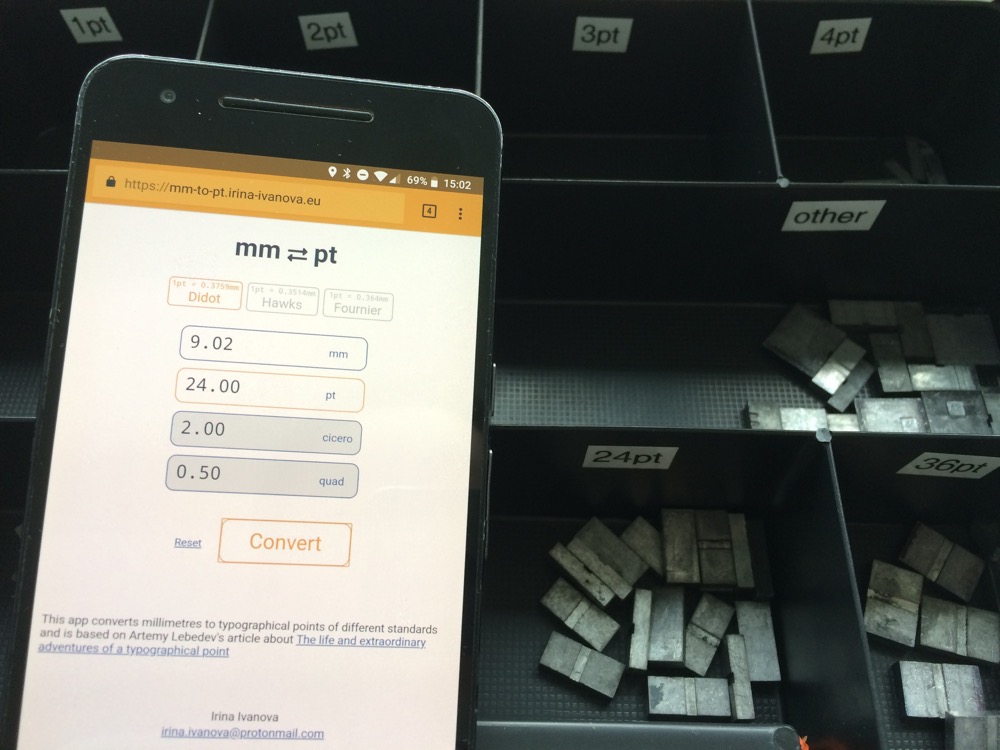 1pt
2pt
3pt
4pt
other
24pt
36pt
69% 15:02
https://mm-to-pt.irina-ivanova.eu
4
mm ⇄ pt
1pt = 0.3759mm
Didot
1pt = 0.3514mm
Hawks
1pt = 0.364mm
Fournier
9.02 mm
24.00 pt
2.00 cicero
0.50 quad
Reset
Convert
This app converts millimetres to typographical points of different standards
and is based on Artemy Lebedev's article about The life and extraordinary
adventures of a typographical point
Irina Ivanova
irina.ivanova@protonmail.com